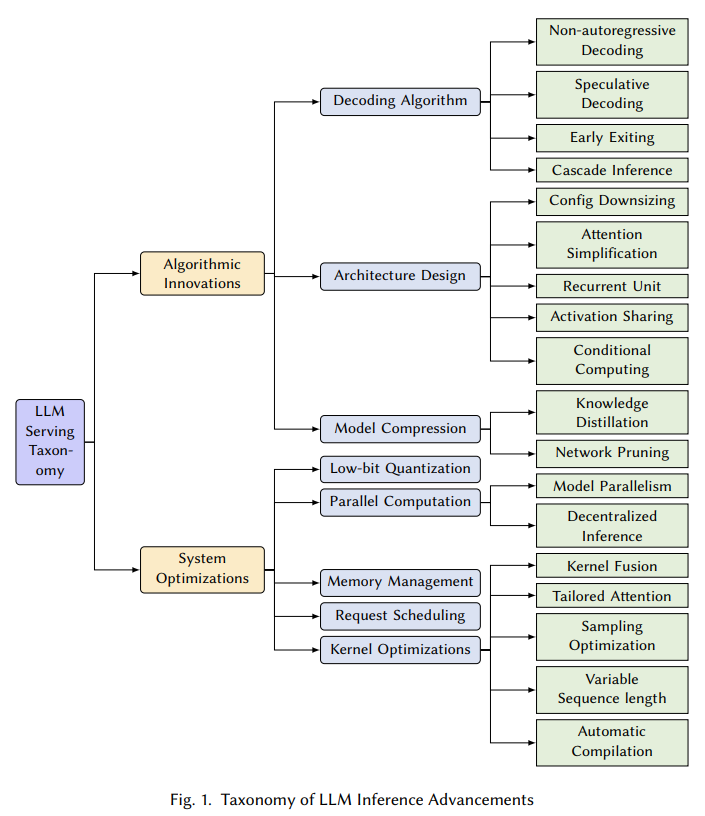 Non-autoregressive
Decoding
Speculative
Decoding
Decoding Algorithm
Early Exiting
Cascade Inference
Config Downsizing
Attention
Simplification
Algorithmic
Innovations
Architecture Design
Recurrent Unit
Activation Sharing
Conditional
Computing
LLM
Serving
Taxon-
omy
Knowledge
Distillation
Model Compression
Network Pruning
Low-bit Quantization
Model Parallelism
Parallel Computation
Decentralized
Inference
System
Optimizations
Kernel Fusion
Memory Management
Tailored Attention
Request Scheduling
Sampling
Optimization
Kernel Optimizations
Variable
Sequence length
Automatic
Compilation
Fig. 1. Taxonomy of LLM Inference Advancements